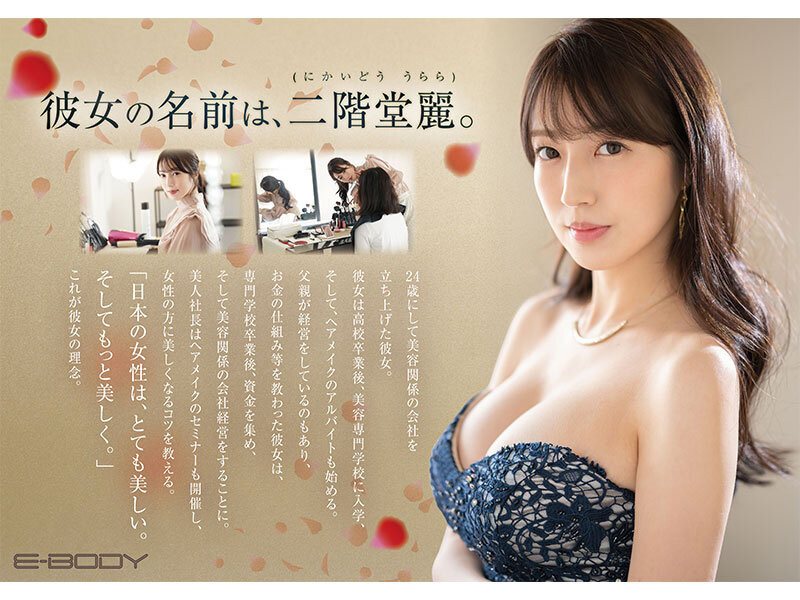 (にかいどう うらら)
彼女の名前は、二階堂麗。
24歳にして美容関係の会社を
立ち上げた彼女。
彼女は高校卒業後、美容専門学校に入学、
そして、ヘアメイクのアルバイトも始める。
父親が経営をしているのもあり、
お金の仕組み等を教わった彼女は、
専門学校卒業後、資金を集め、
そして美容関係の会社経営をすることに。
美人社長はヘアメイクのセミナーも開催し、
女性の方に美しくなるコツを教える。
「日本の女性は、とても美しい。
そしてもっと美しく。」
これが彼女の理念。
E-BODY